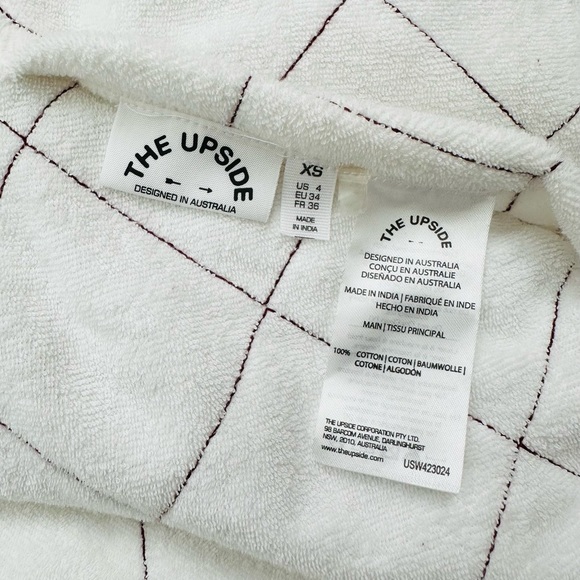 THE UPSIDE
DESIGNED IN AUSTRALIA
XS
US 4
EU 34
FR 36
MADE
IN INDIA
THE UPSIDE
DESIGNED IN AUSTRALIA
CONÇU EN AUSTRALIE
DISEÑADO EN AUSTRALIA
MADE IN INDIA | FABRIQUÉ EN INDE
HECHO EN INDIA
MAIN | TISSU PRINCIPAL
100% COTTON | COTON | BAUMWOLLE |
COTONE | ALGODÓN
THE UPSIDE CORPORATION PTY LTD.
98 BARCOM AVENUE, DARLINGHURST
NSW, 2010, AUSTRALIA
www.theupside.com
USW423024